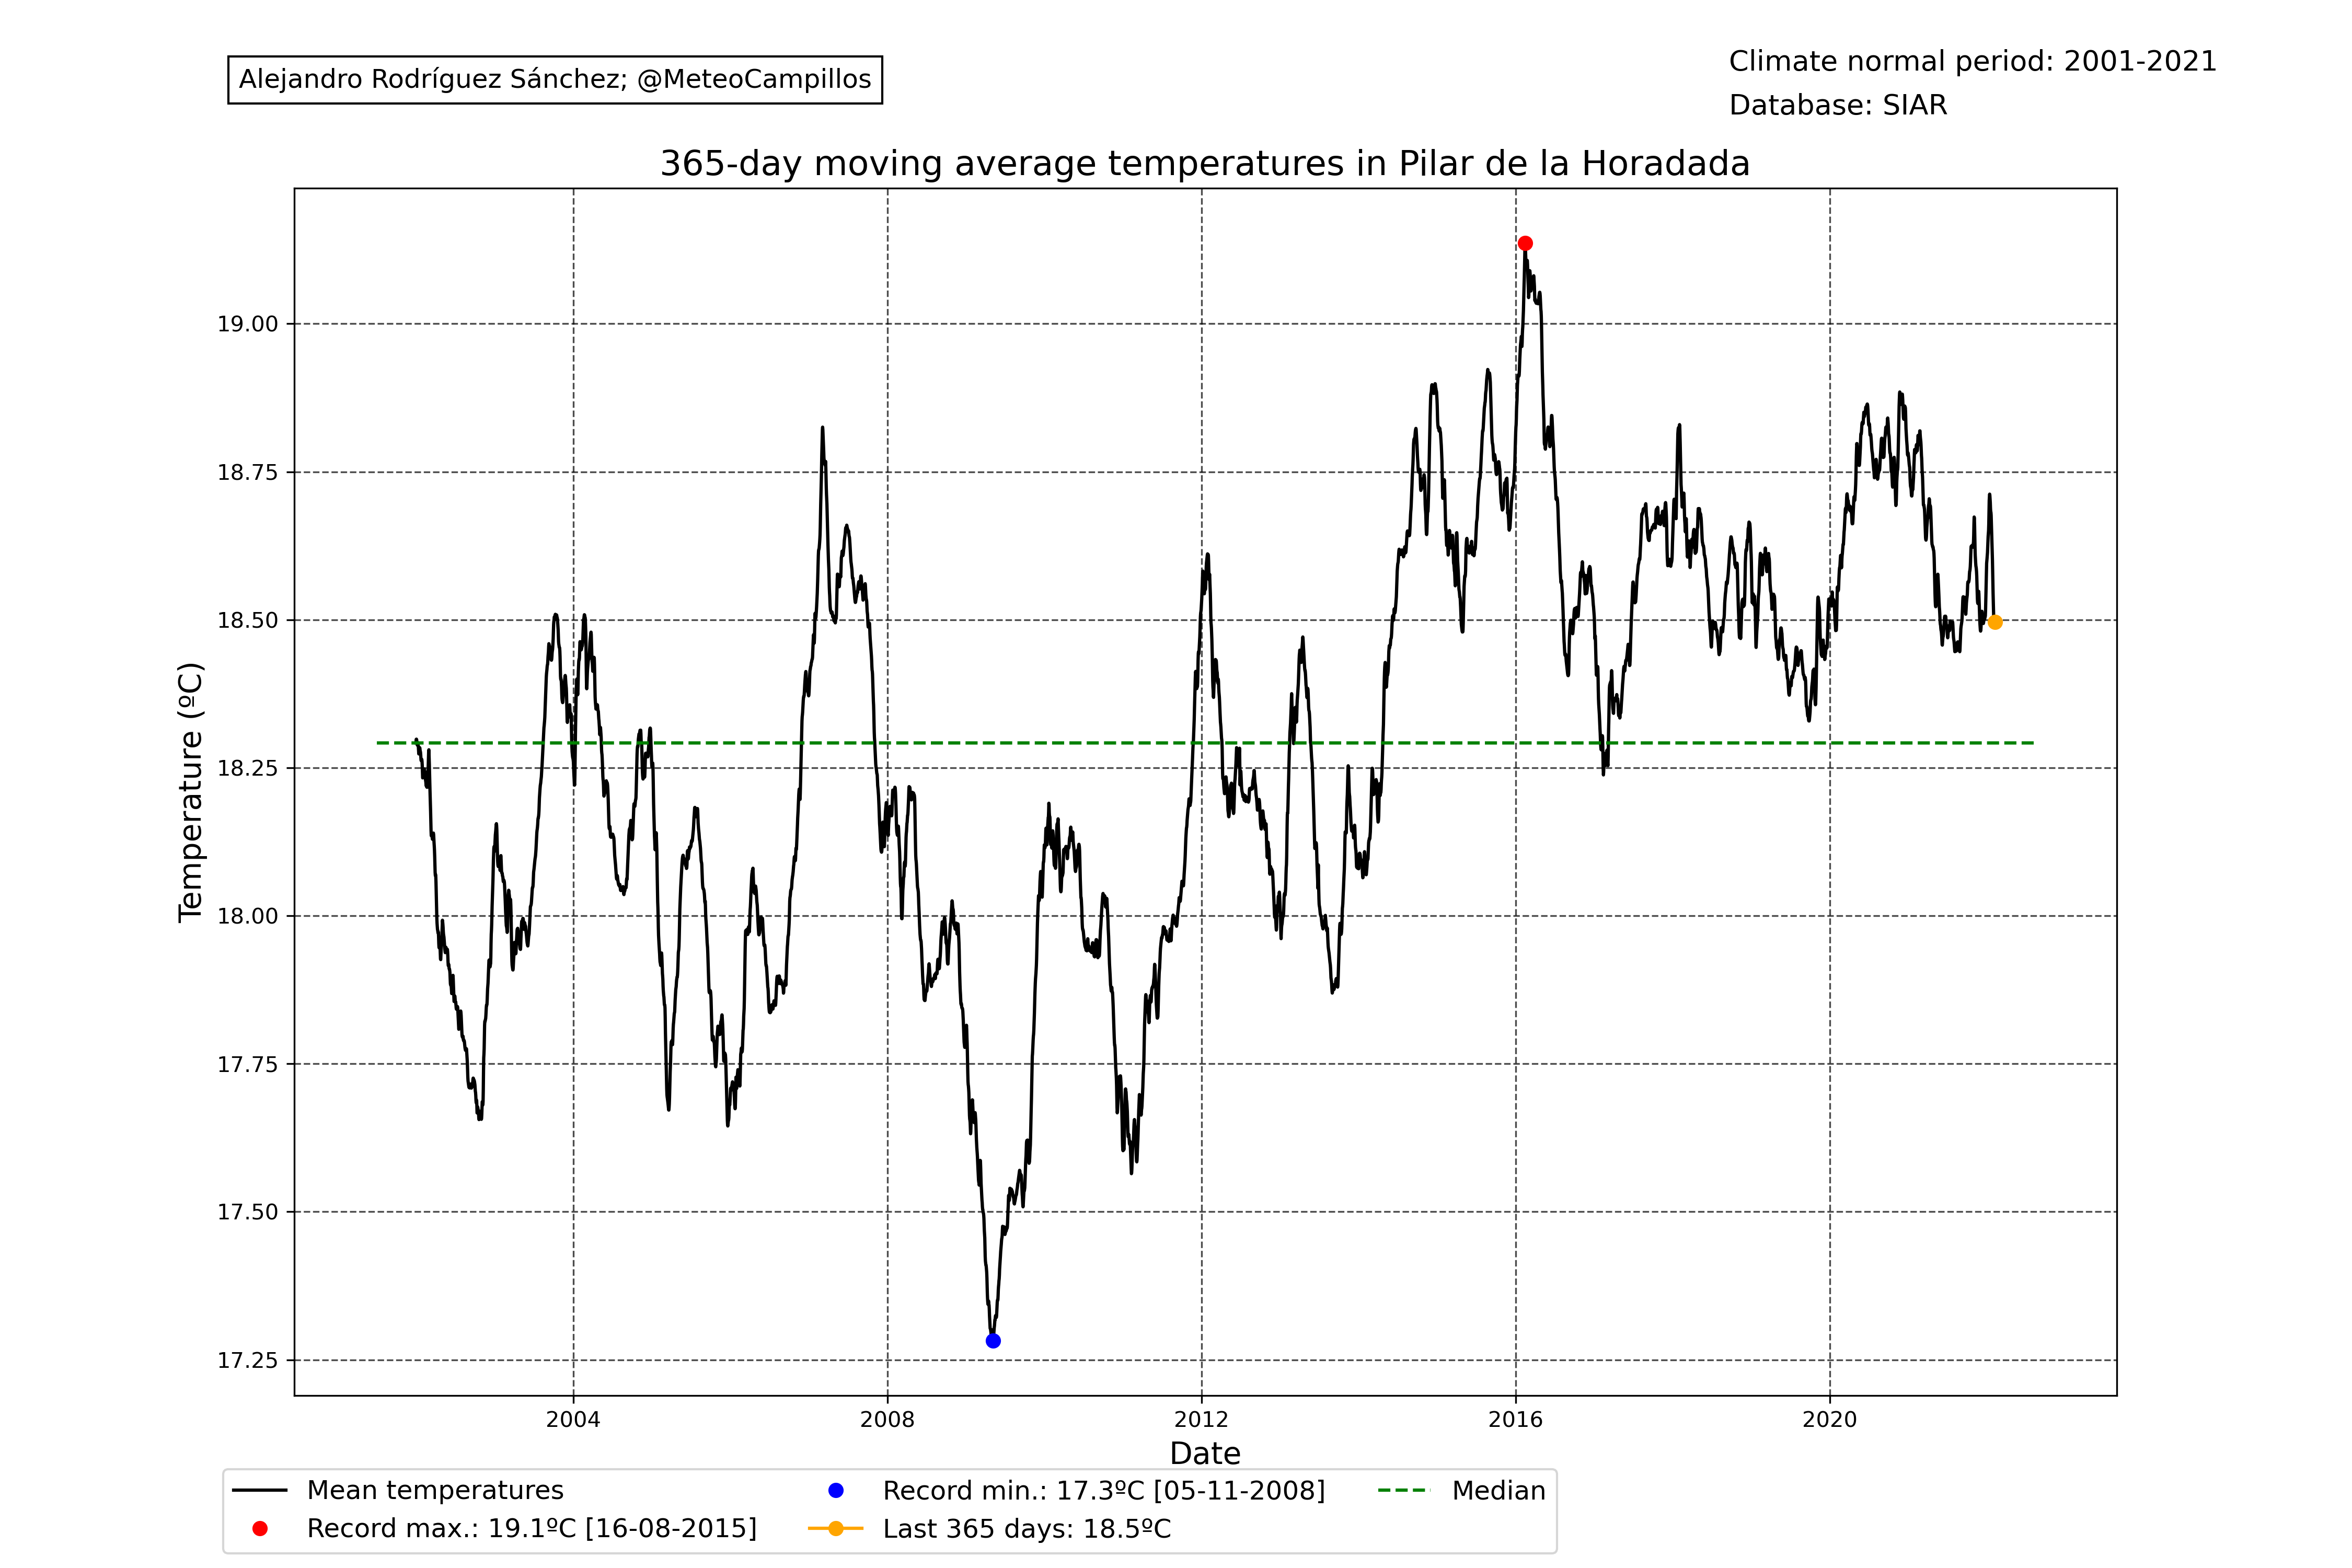 Alejandro Rodríguez Sánchez; @MeteoCampillos
Climate normal period: 2001-2021
Database: SIAR
365-day moving average temperatures in Pilar de la Horadada
Temperature (ºC)
19.00
18.75
18.50
18.25
18.00
17.75
17.50
17.25
2004 2008 2012 2016 2020
Date
Mean temperatures
Record max.: 19.1ºC [16-08-2015]
Record min.: 17.3ºC [05-11-2008]
Last 365 days: 18.5ºC
Median